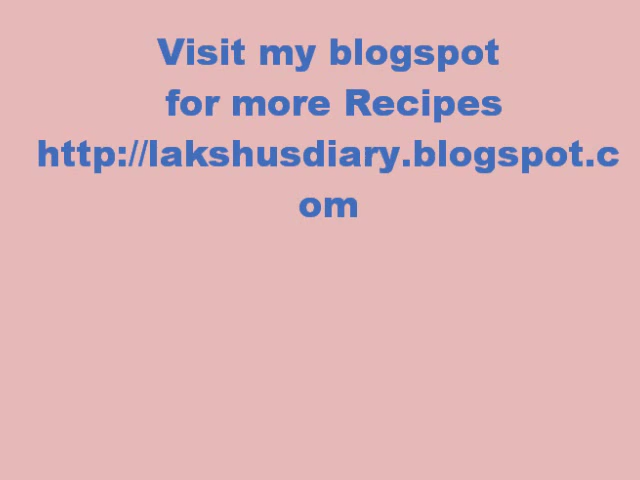 Visit my blogspot
for more Recipes
http://lakshusdiary.blogspot.c
om